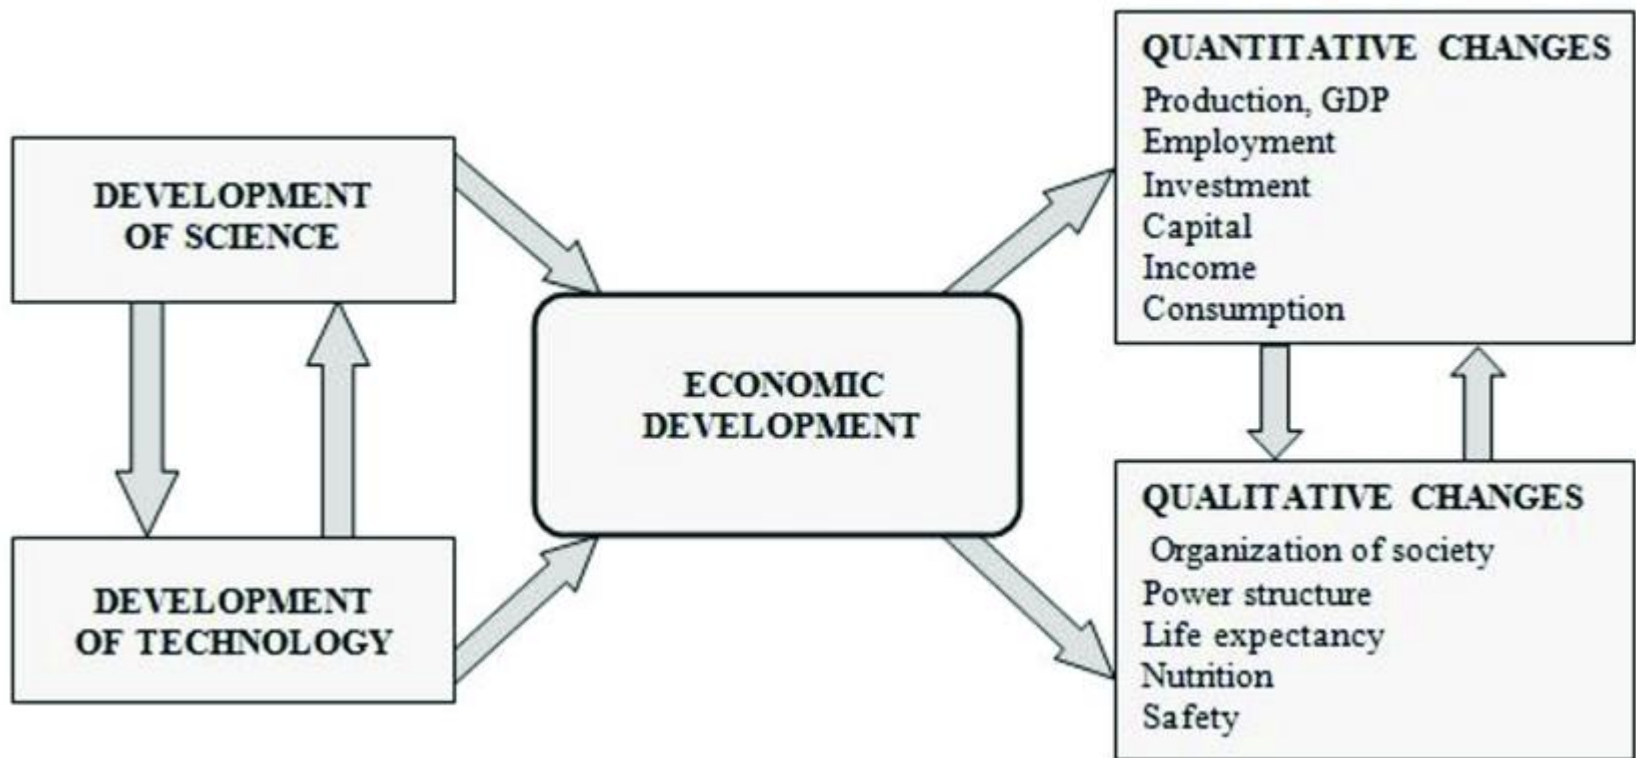 DEVELOPMENT
OF SCIENCE
DEVELOPMENT
OF TECHNOLOGY
ECONOMIC
DEVELOPMENT
QUANTITATIVE CHANGES
Production, GDP
Employment
Investment
Capital
Income
Consumption
QUALITATIVE CHANGES
Organization of society
Power structure
Life expectancy
Nutrition
Safety